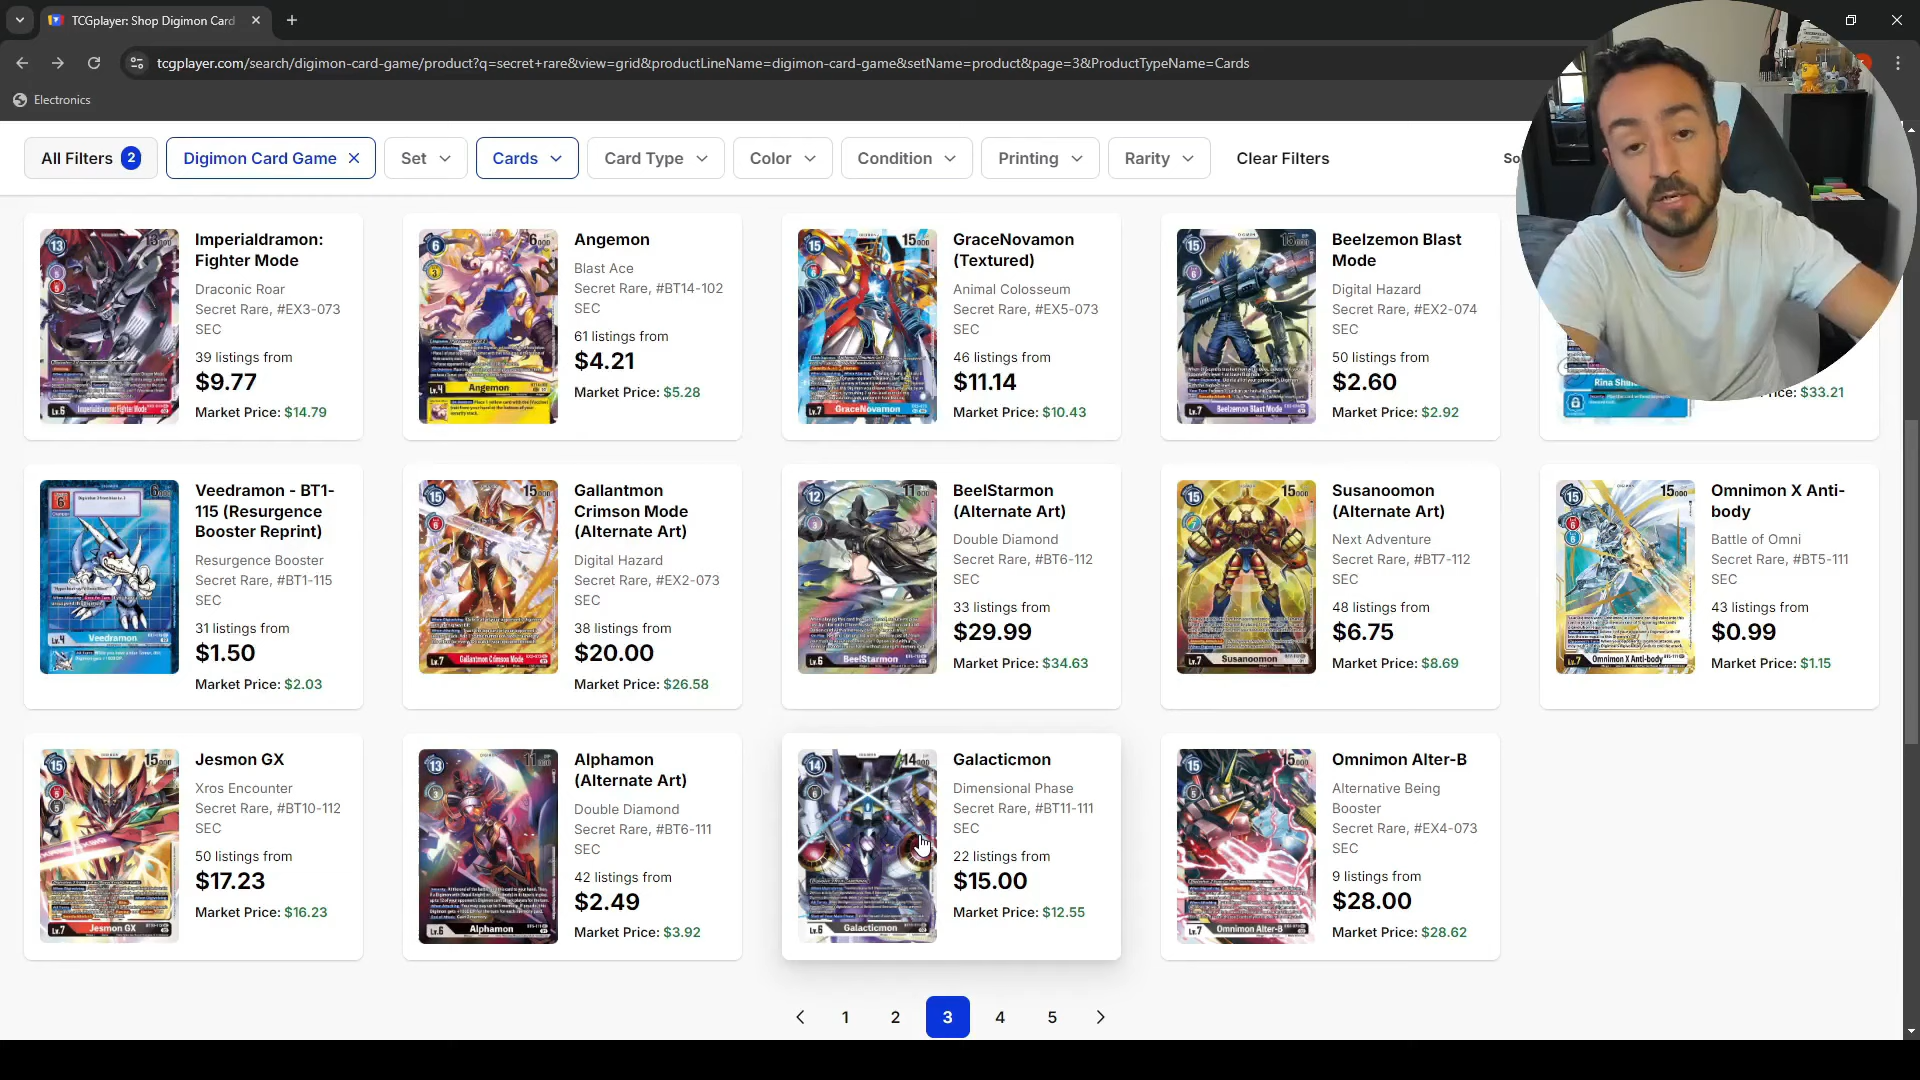 TCGplayer: Shop Digimon Card
tcgplayer.com/search/digimon-card-game/product?q=secret+rare&view=grid&productLineName=digimon-card-game&setName=product&page=3&ProductTypeName=Cards
Electronics
All Filters 2
Digimon Card Game
Set
Cards
Card Type
Color
Condition
Printing
Rarity
Clear Filters
Imperialdramon:
Fighter Mode
Draconic Roar
Secret Rare, #EX3-073
SEC
39 listings from
$9.77
Market Price: $14.79
Angemon
Blast Ace
Secret Rare, #BT14-102
SEC
61 listings from
$4.21
Market Price: $5.28
GraceNovamon
(Textured)
Animal Colosseum
Secret Rare, #EX5-073
SEC
46 listings from
$11.14
Market Price: $10.43
Beelzemon Blast
Mode
Digital Hazard
Secret Rare, #EX2-074
SEC
50 listings from
$2.60
Market Price: $2.92
$33.21
Veedramon - BT1-
115 (Resurgence
Booster Reprint)
Resurgence Booster
Secret Rare, #BT1-115
SEC
31 listings from
$1.50
Market Price: $2.03
Gallantmon
Crimson Mode
(Alternate Art)
Digital Hazard
Secret Rare, #EX2-073
SEC
38 listings from
$20.00
Market Price: $26.58
BeelStarmon
(Alternate Art)
Double Diamond
Secret Rare, #BT6-112
SEC
33 listings from
$29.99
Market Price: $34.63
Susanoomon
(Alternate Art)
Next Adventure
Secret Rare, #BT7-112
SEC
48 listings from
$6.75
Market Price: $8.69
Omnimon X Anti-
body
Battle of Omni
Secret Rare, #BT5-111
SEC
43 listings from
$0.99
Market Price: $1.15
Jesmon GX
Xros Encounter
Secret Rare, #BT10-112
SEC
50 listings from
$17.23
Market Price: $16.23
Alphamon
(Alternate Art)
Double Diamond
Secret Rare, #BT6-111
SEC
42 listings from
$2.49
Market Price: $3.92
Galacticmon
Dimensional Phase
Secret Rare, #BT11-111
SEC
22 listings from
$15.00
Market Price: $12.55
Omnimon Alter-B
Alternative Being
Booster
Secret Rare, #EX4-073
SEC
9 listings from
$28.00
Market Price: $28.62
1 2 3 4 5